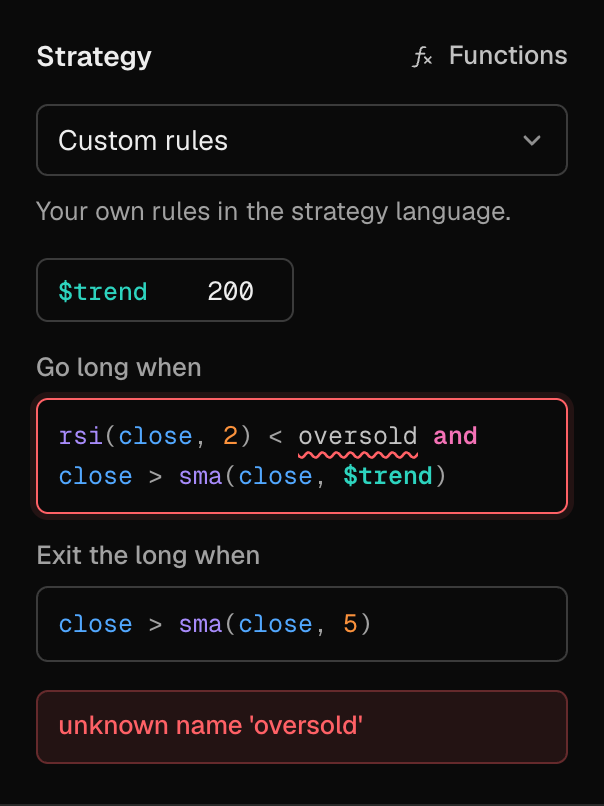 Strategy
fx Functions
Custom rules
Your own rules in the strategy language.
$trend 200
Go long when
rsi(close, 2) < oversold and
close > sma(close, $trend)
Exit the long when
close > sma(close, 5)
unknown name 'oversold'